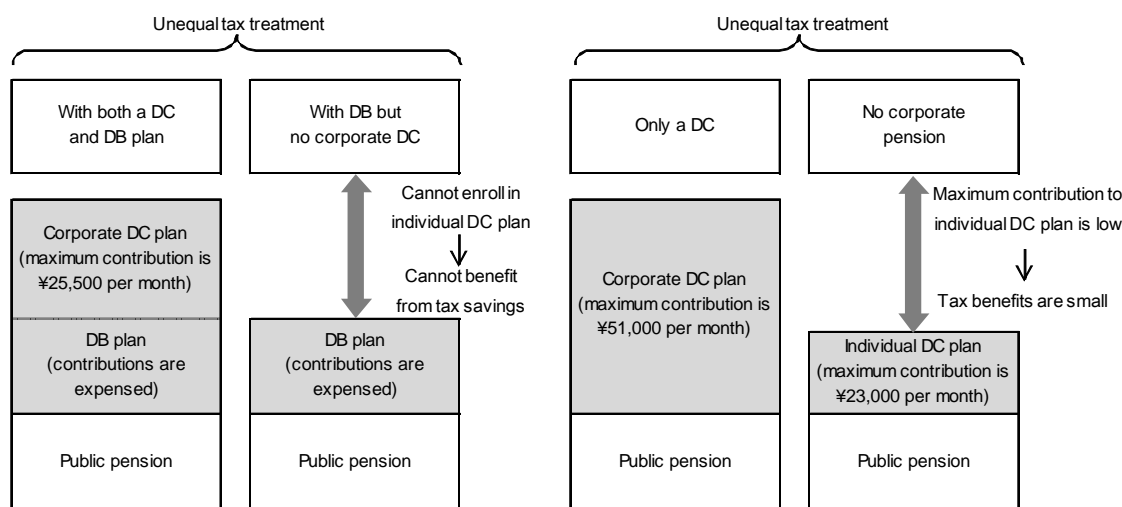 Unequal tax treatment
With both a DC
and DB plan
With DB but
no corporate DC
Corporate DC plan
(maximum contribution is
¥25,500 per month)
DB plan
(contributions are
expensed)
Public pension
Cannot enroll in
individual DC plan
Cannot benefit
from tax savings
DB plan
(contributions are
expensed)
Public pension
Unequal tax treatment
Only a DC
No corporate
pension
Corporate DC plan
(maximum contribution is
¥51,000 per month)
Public pension
Maximum contribution to
individual DC plan is low
Tax benefits are small
Individual DC plan
(maximum contribution is
¥23,000 per month)
Public pension